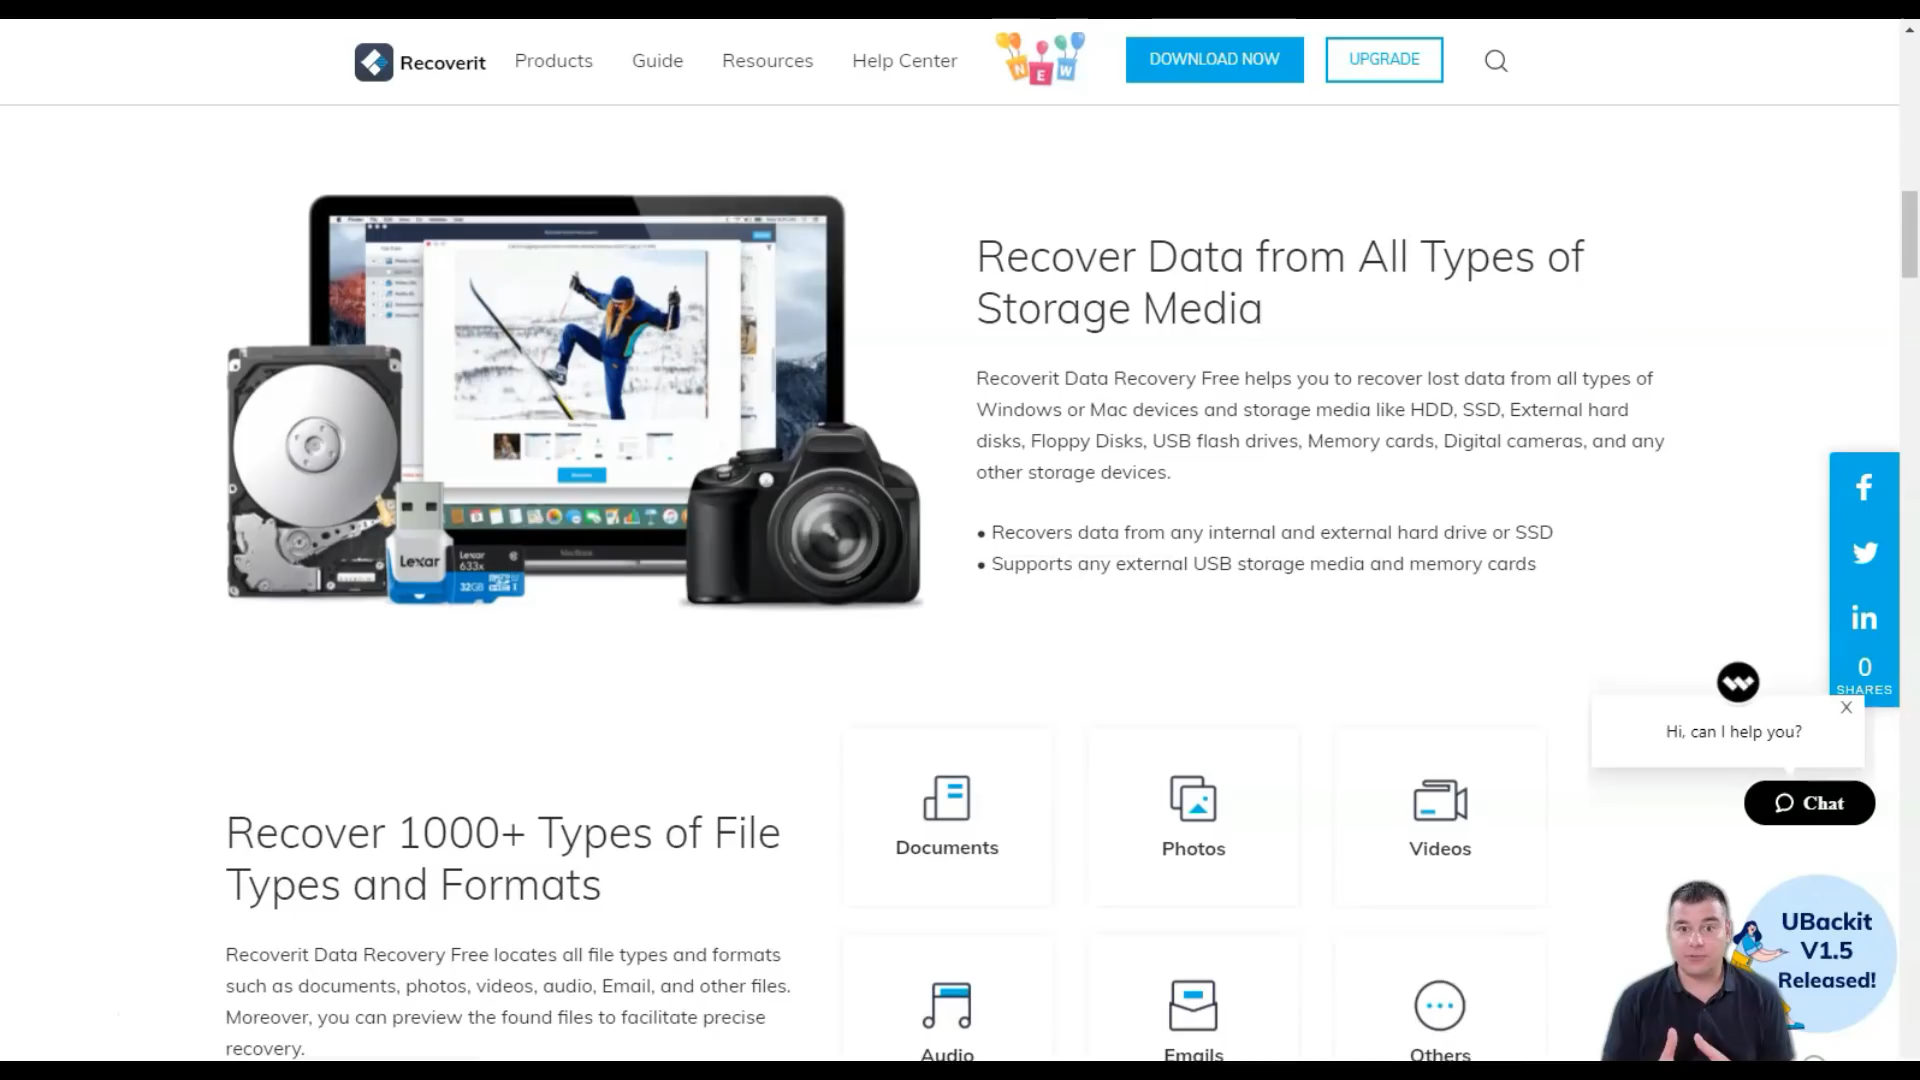 Recoverit
Products
Guide
Resources
Help Center
NEW
DOWNLOAD NOW
UPGRADE
Recover Data from All Types of
Storage Media
Recoverit Data Recovery Free helps you to recover lost data from all types of
Windows or Mac devices and storage media like HDD, SSD, External hard
disks, Floppy Disks, USB flash drives, Memory cards, Digital cameras, and any
other storage devices.
• Recovers data from any internal and external hard drive or SSD
• Supports any external USB storage media and memory cards
Lexar
Lexar
633x
32GB
MacBook
0
SHARES
X
Hi, can I help you?
Chat
Recover 1000+ Types of File
Types and Formats
Recoverit Data Recovery Free locates all file types and formats
such as documents, photos, videos, audio, Email, and other files.
Moreover, you can preview the found files to facilitate precise
recovery.
Documents
Photos
Videos
Audio
Emails
Others
UBackit
V1.5
Released!